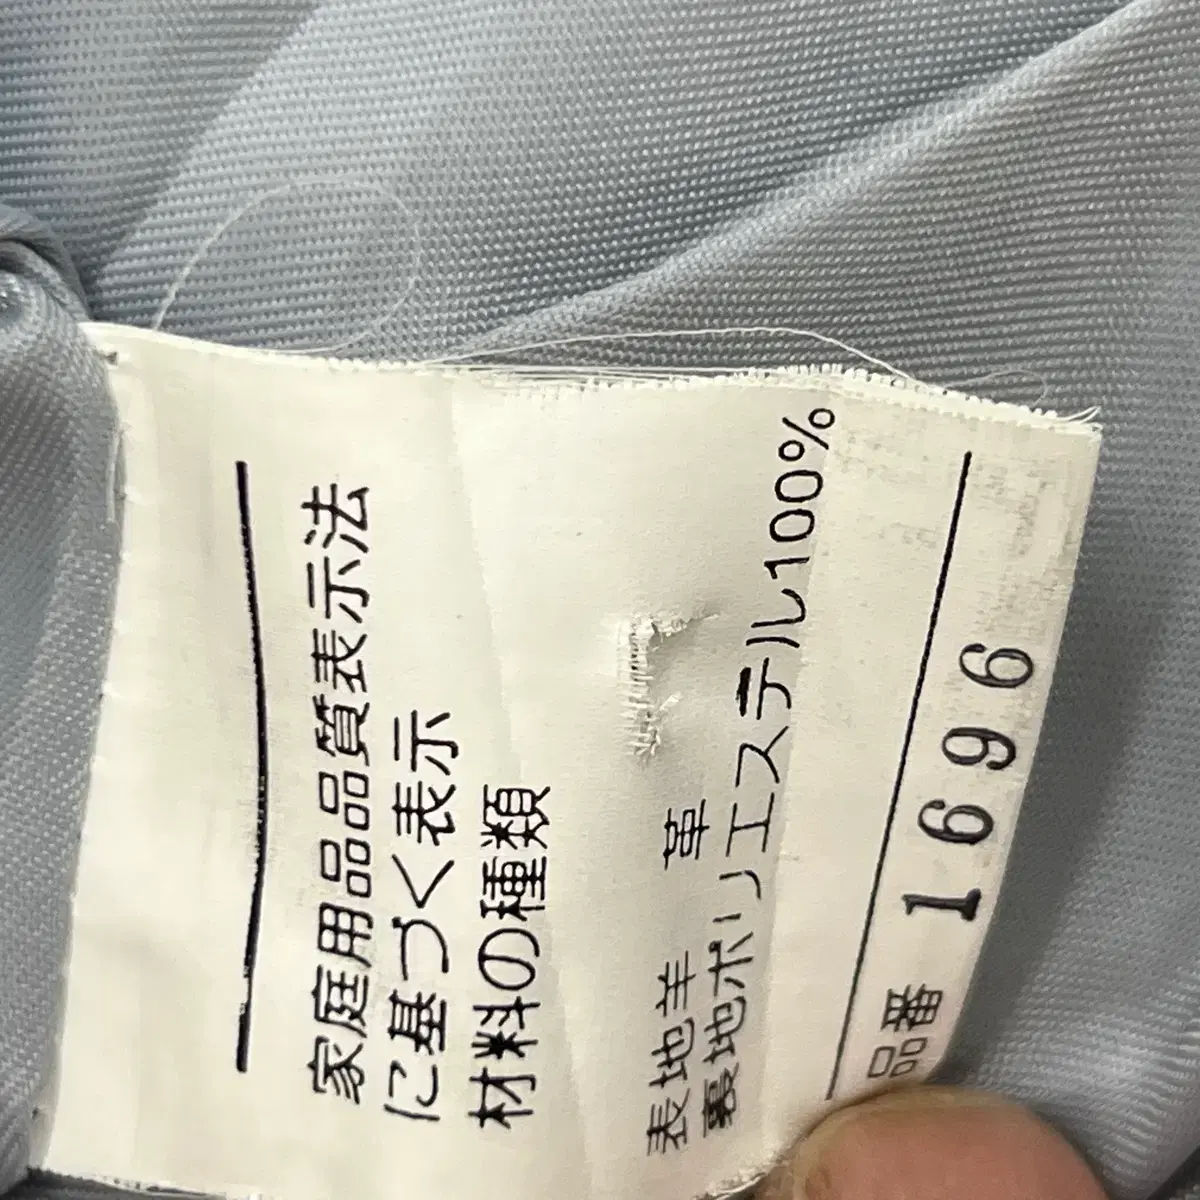 家庭用品品質表示法
に基づく表示
材料の種類
表地羊 革
裏地ポリエステル100%
品番 1696